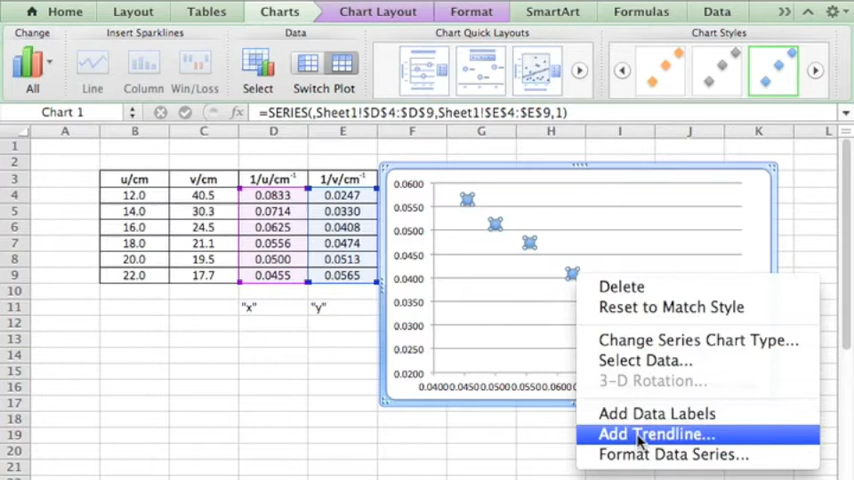 Home Layout Tables Charts Chart Layout Format SmartArt Formulas Data >>
Change Insert Sparklines Data Chart Quick Layouts Chart Styles
All Line Column Win/Loss Select Switch Plot
Chart 1 fx =SERIES(,Sheet1!$D$4:$D$9,Sheet1!$E$4:$E$9,1)
A B C D E F G H I J K L
1
2
3 u/cm v/cm 1/u/cm⁻¹ 1/v/cm⁻¹
4 12.0 40.5 0.0833 0.0247
5 14.0 30.3 0.0714 0.0330
6 16.0 24.5 0.0625 0.0408
7 18.0 21.1 0.0556 0.0474
8 20.0 19.5 0.0500 0.0513
9 22.0 17.7 0.0455 0.0565
10
11 "x" "y"
12
13
14
15
16
17
18
19
20
21
0.0600
0.0550
0.0500
0.0450
0.0400
0.0350
0.0300
0.0250
0.0200
0.0400 0.0450 0.0500 0.0550
Delete
Reset to Match Style
Change Series Chart Type...
Select Data...
3-D Rotation...
Add Data Labels
Add Trendline...
Format Data Series...